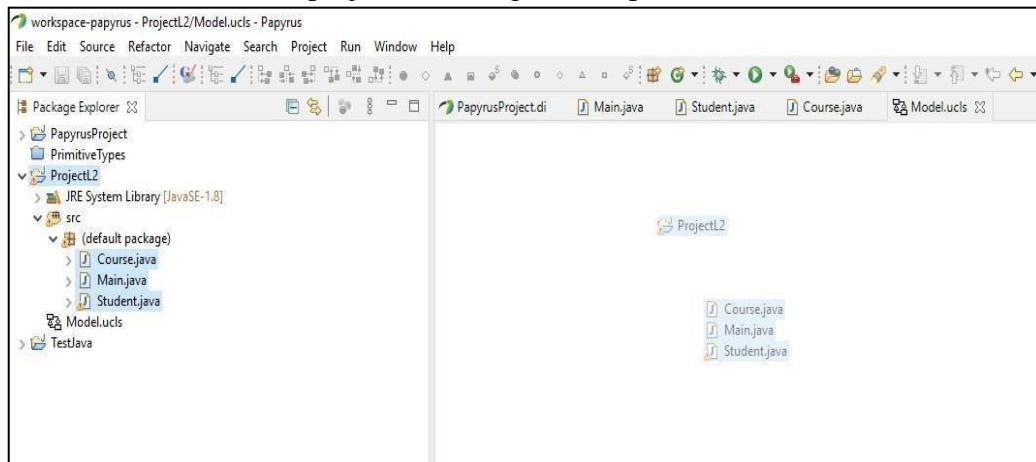 workspace-papyrus - ProjectL2/Model.ucls - Papyrus
File Edit Source Refactor Navigate Search Project Run Window Help
Package Explorer
PapyrusProject.di Main.java Student.java Course.java Model.ucls
PapyrusProject
PrimitiveTypes
ProjectL2
JRE System Library [JavaSE-1.8]
src
(default package)
Course.java
Main.java
Student.java
Model.ucls
TestJava
ProjectL2
Course.java
Main.java
Student.java